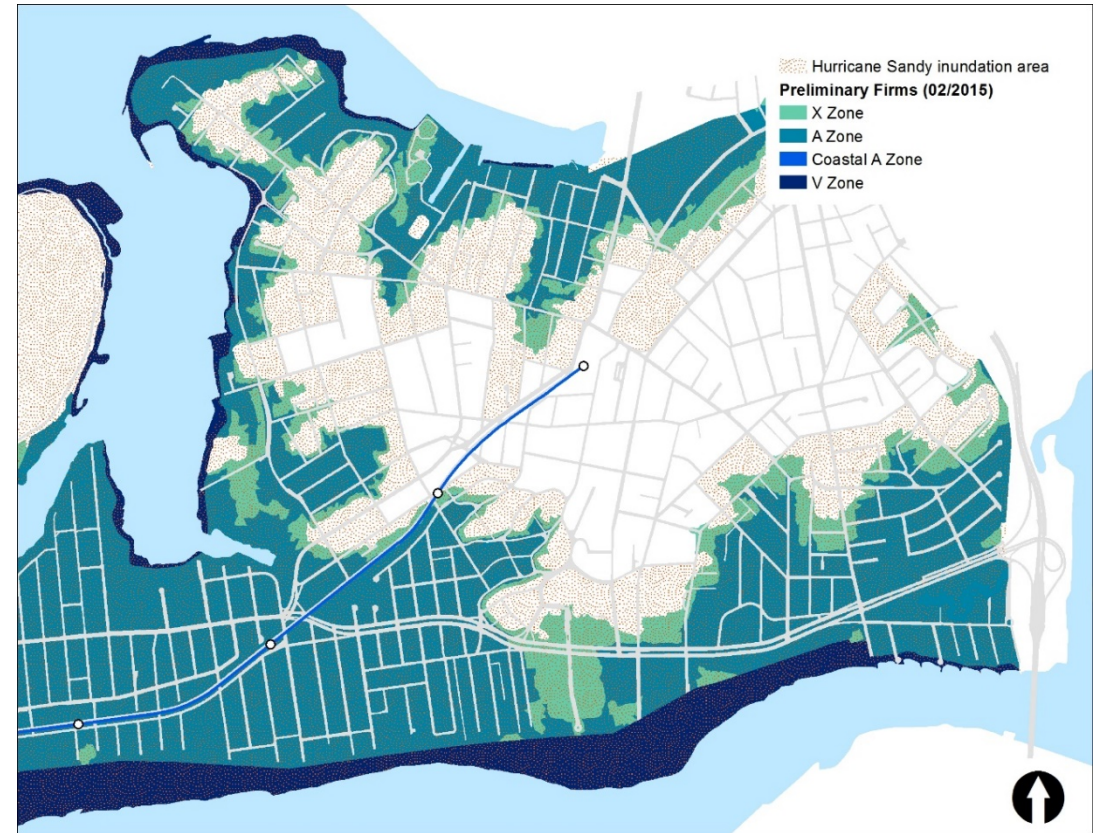 Hurricane Sandy inundation area
Preliminary Firms (02/2015)
X Zone
A Zone
Coastal A Zone
V Zone